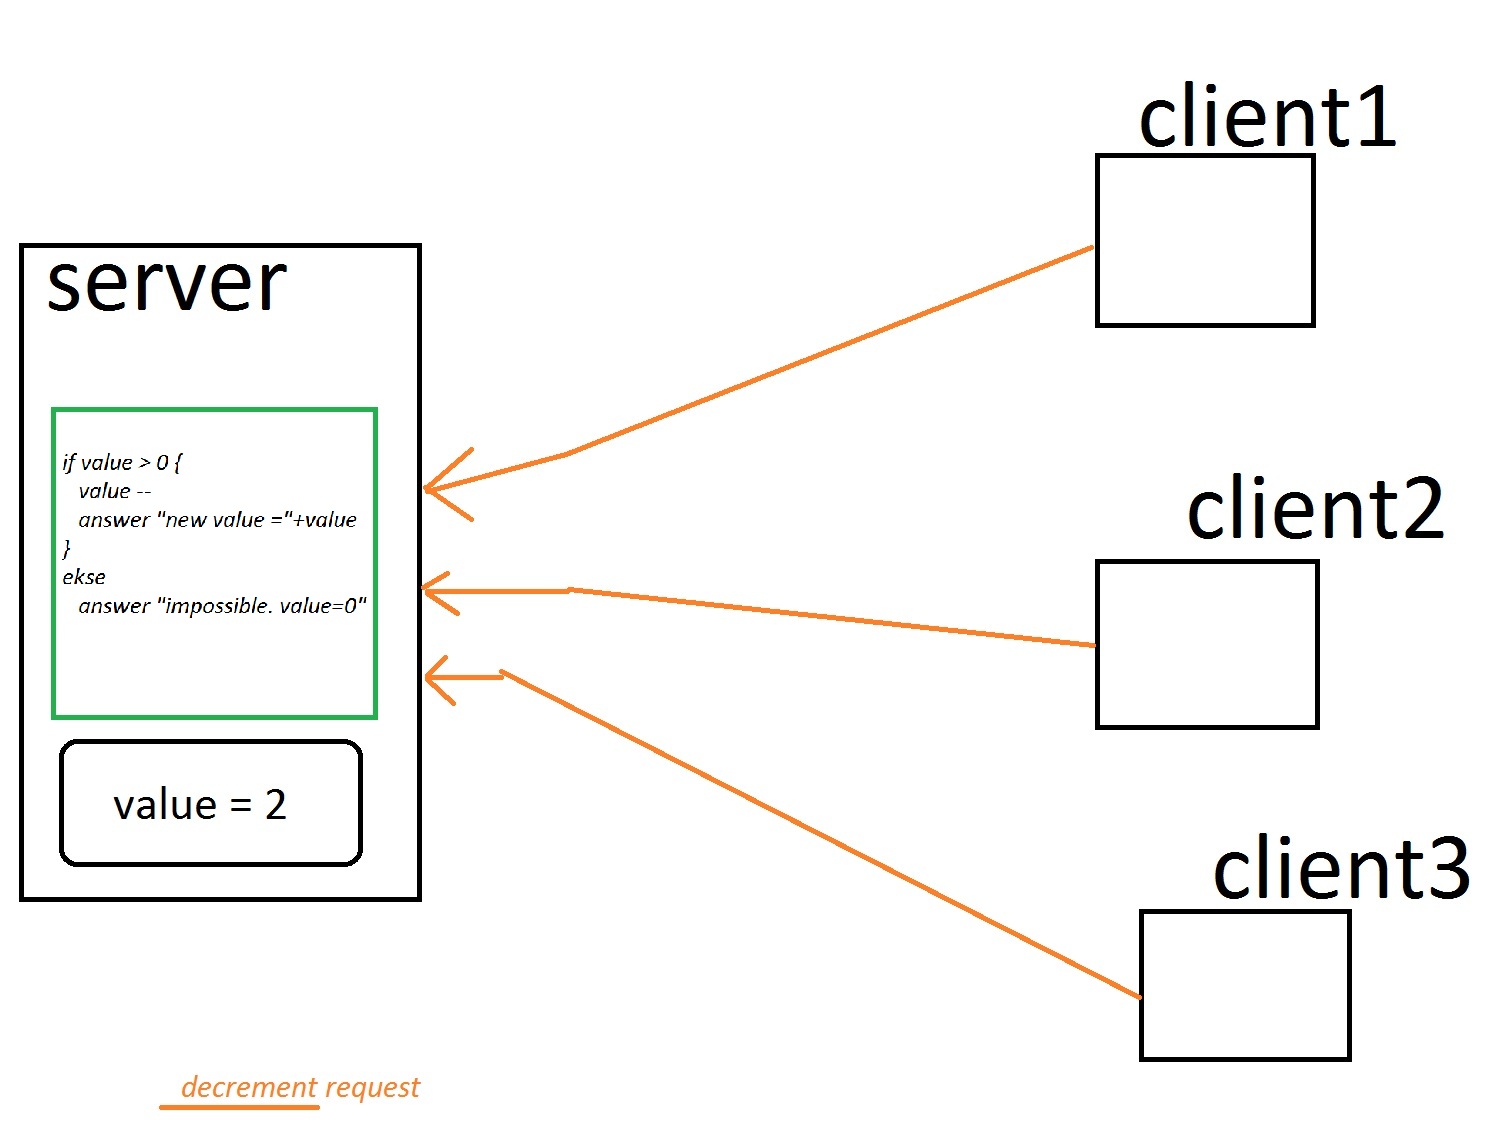 client1
server
if value > 0 {
value --
answer "new value ="+value
}
ekse
answer "impossible. value=0"
value = 2
client2
client3
decrement request